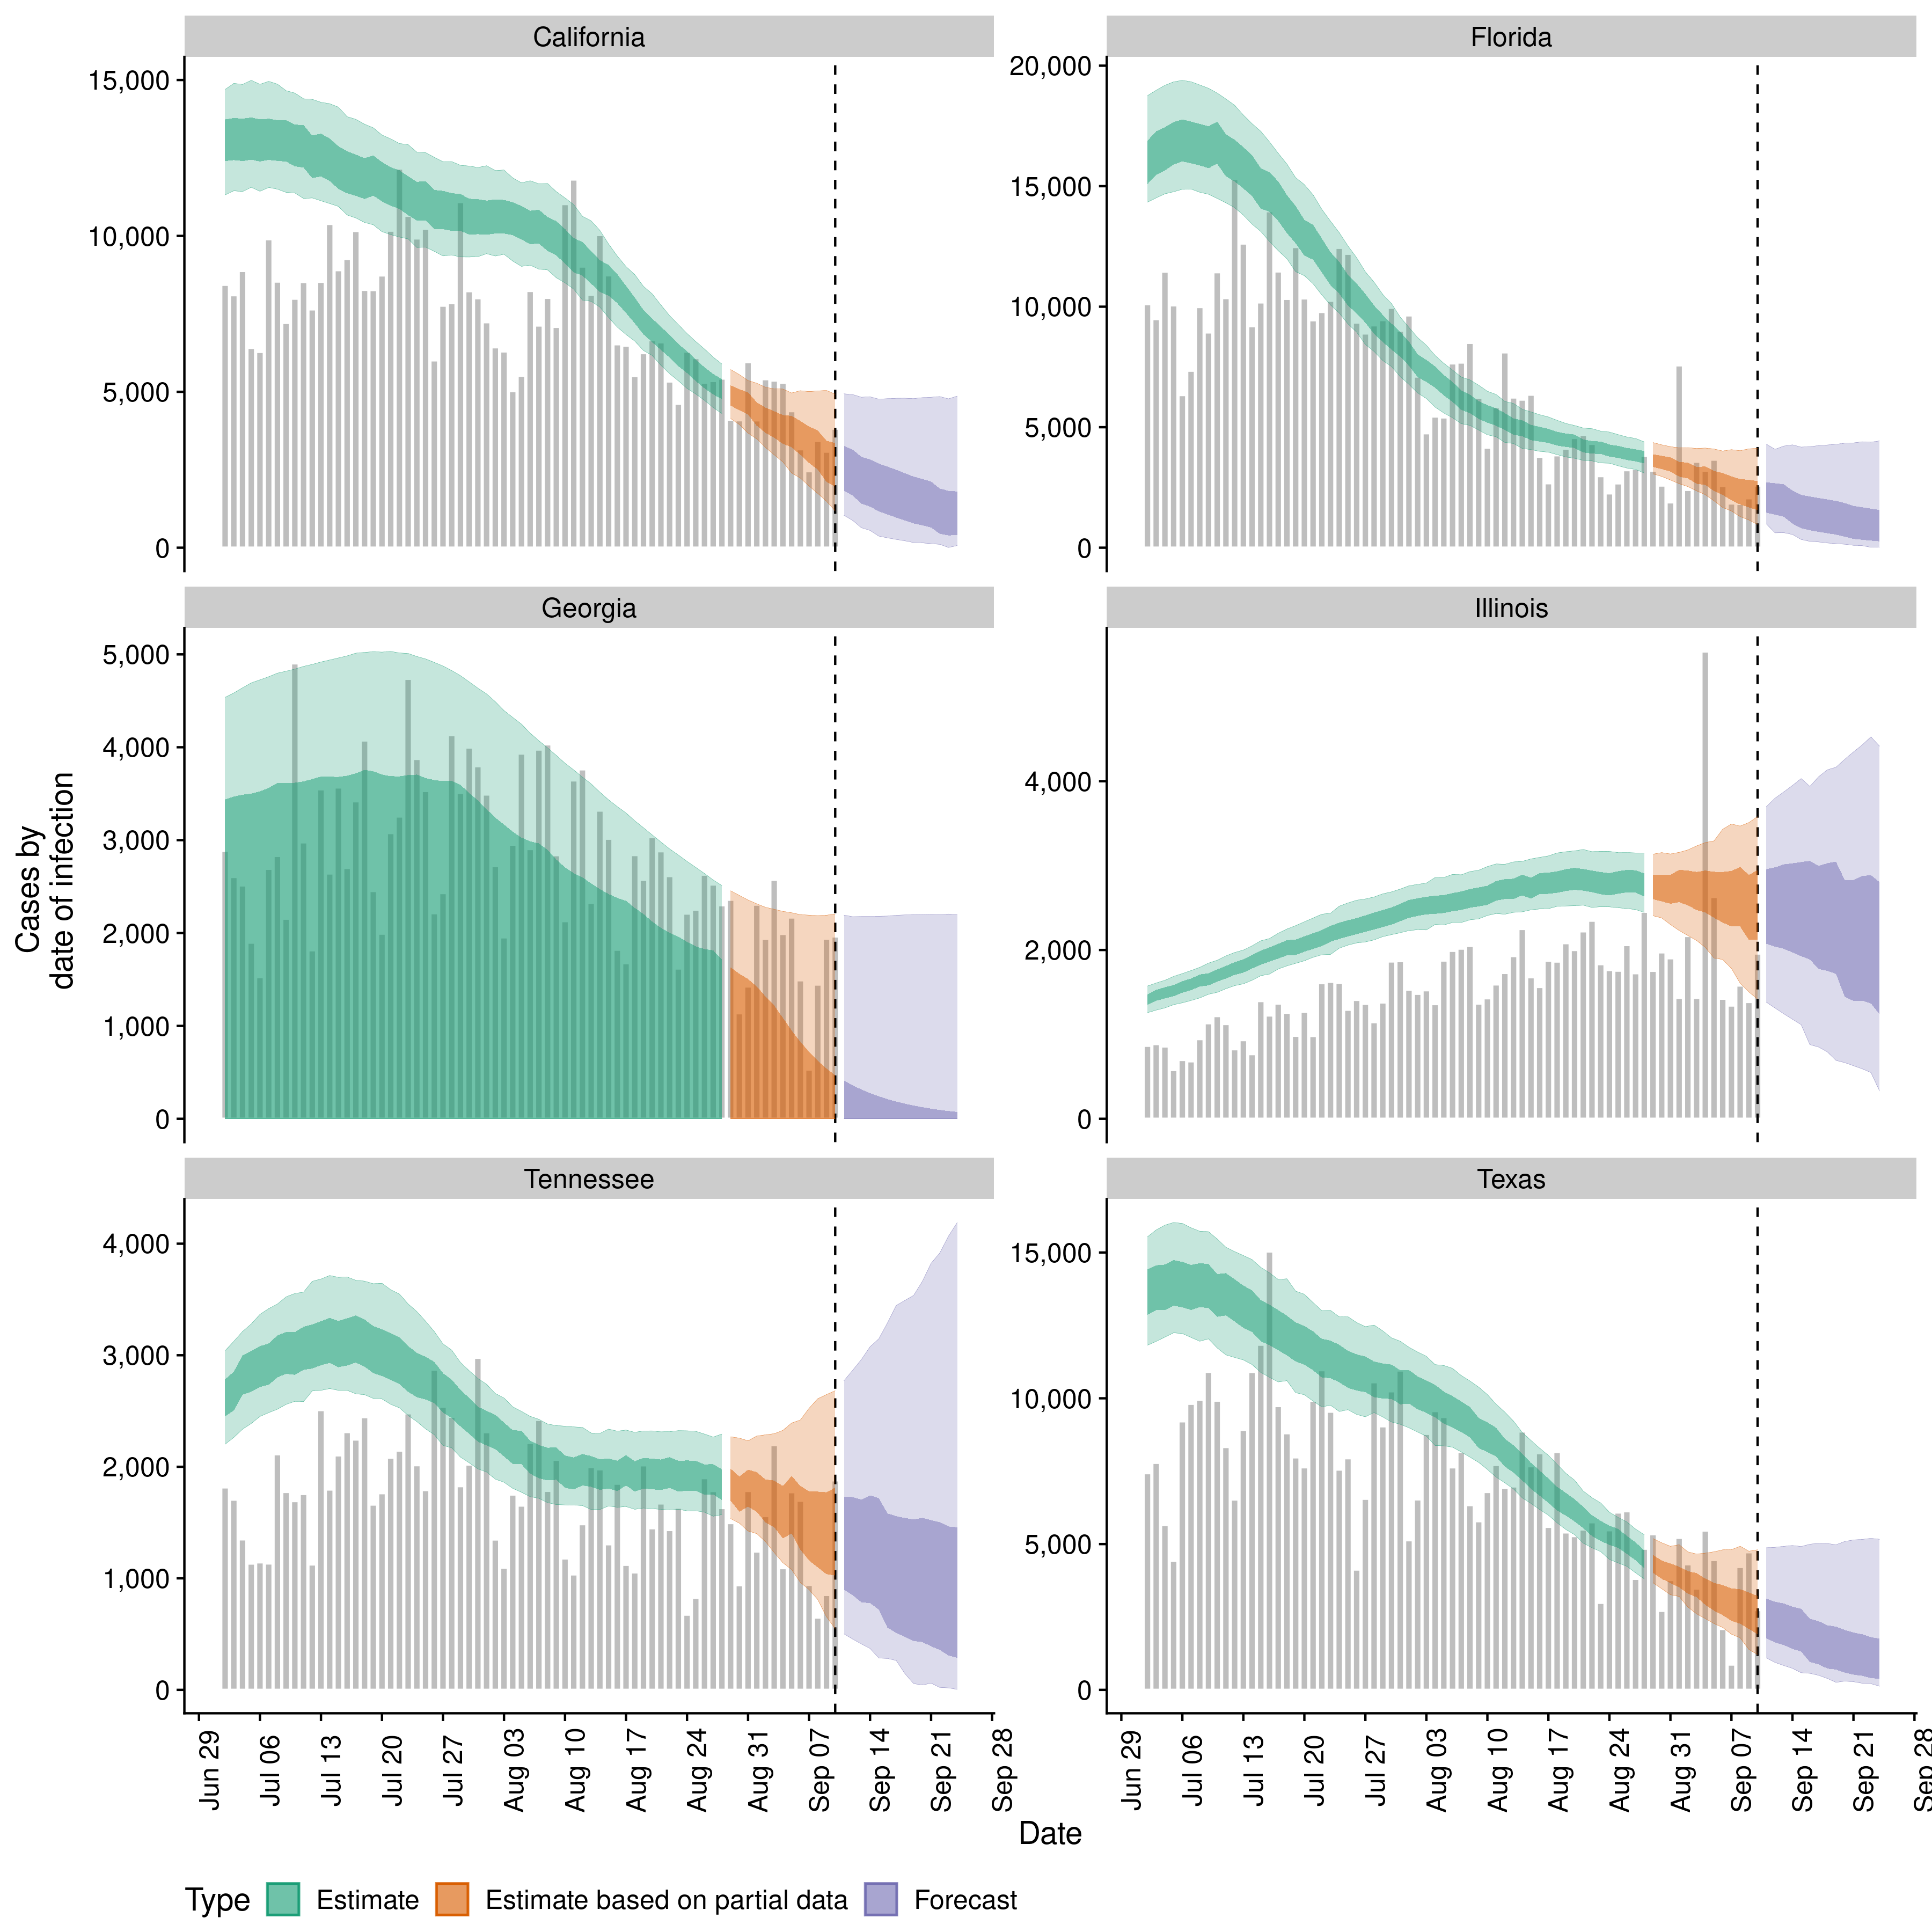 California
Florida
15,000
10,000
5,000
0
20,000
15,000
10,000
5,000
0
Georgia
Illinois
5,000
4,000
3,000
2,000
1,000
0
4,000
2,000
0
Cases by
date of infection
Tennessee
Texas
4,000
3,000
2,000
1,000
0
15,000
10,000
5,000
0
Jun 29 Jul 06 Jul 13 Jul 20 Jul 27 Aug 03 Aug 10 Aug 17 Aug 24 Aug 31 Sep 07 Sep 14 Sep 21 Sep 28
Jun 29 Jul 06 Jul 13 Jul 20 Jul 27 Aug 03 Aug 10 Aug 17 Aug 24 Aug 31 Sep 07 Sep 14 Sep 21 Sep 28
Date
Type Estimate Estimate based on partial data Forecast